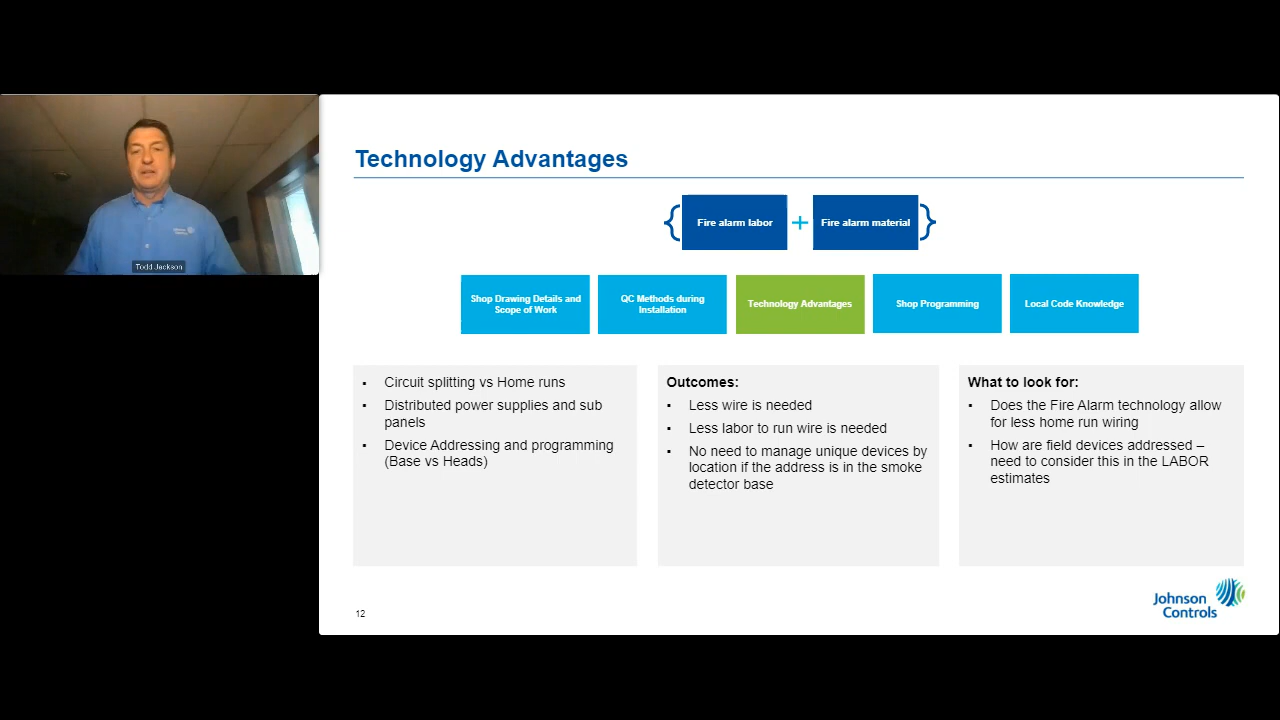 Todd Jackson
Technology Advantages
{ Fire alarm labor + Fire alarm material }
Shop Drawing Details and
Scope of Work
QC Methods during
Installation
Technology Advantages
Shop Programming
Local Code Knowledge
▪ Circuit splitting vs Home runs
▪ Distributed power supplies and sub
panels
▪ Device Addressing and programming
(Base vs Heads)
Outcomes:
▪ Less wire is needed
▪ Less labor to run wire is needed
▪ No need to manage unique devices by
location if the address is in the smoke
detector base
What to look for:
▪ Does the Fire Alarm technology allow
for less home run wiring
▪ How are field devices addressed –
need to consider this in the LABOR
estimates
12
Johnson
Controls